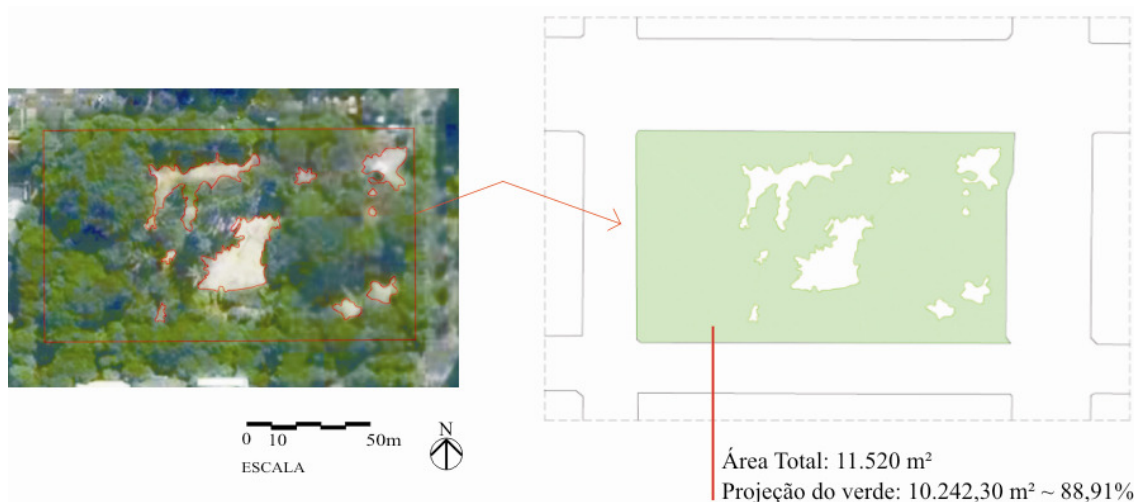 0 10 50m
N
ESCALA
Área Total: 11.520 m²
Projeção do verde: 10.242,30 m² ~ 88,91%